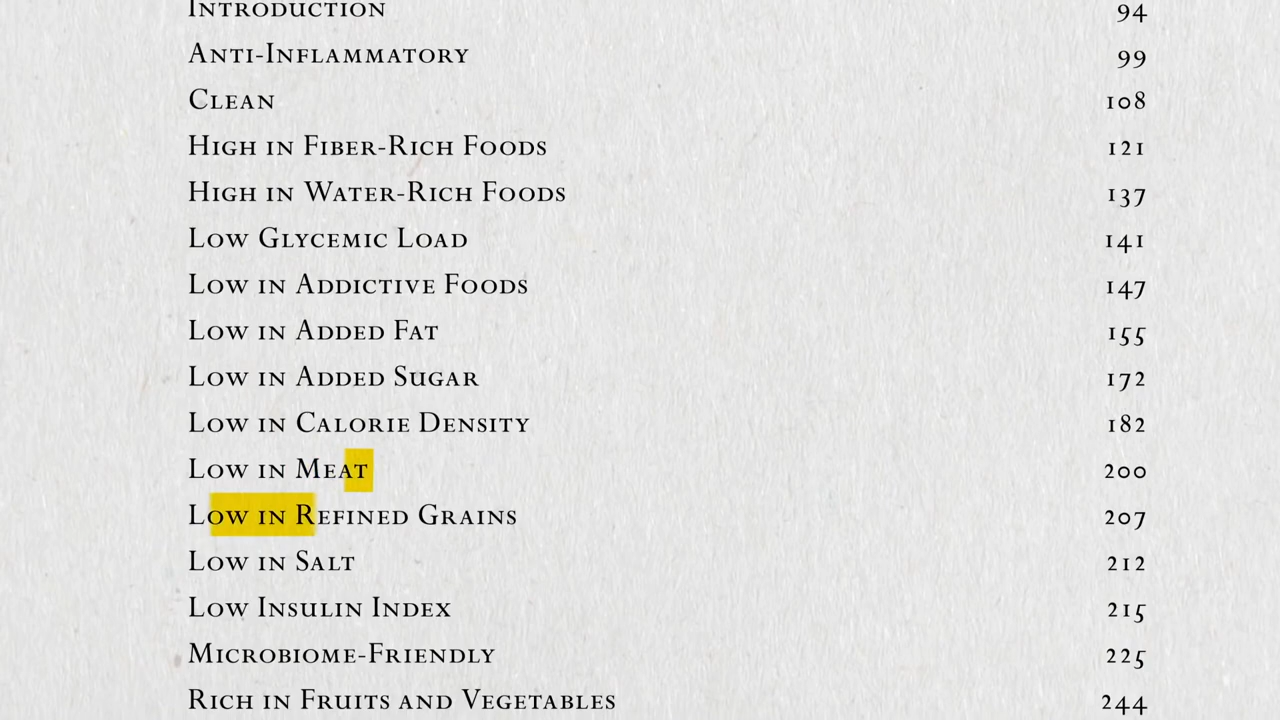 Introduction 94
Anti-Inflammatory 99
Clean 108
High in Fiber-Rich Foods 121
High in Water-Rich Foods 137
Low Glycemic Load 141
Low in Addictive Foods 147
Low in Added Fat 155
Low in Added Sugar 172
Low in Calorie Density 182
Low in Meat 200
Low in Refined Grains 207
Low in Salt 212
Low Insulin Index 215
Microbiome-Friendly 225
Rich in Fruits and Vegetables 244